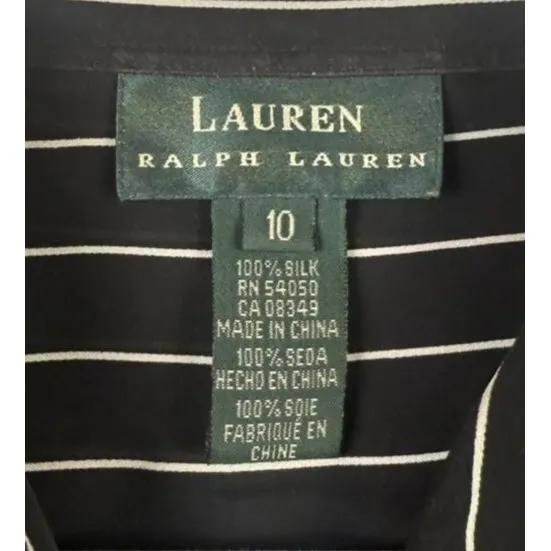 LAUREN
RALPH LAUREN
10
100% SILK
RN 54050
CA 08349
MADE IN CHINA
100% SEDA
HECHO EN CHINA
100% SOIE
FABRIQUÉ EN
CHINE